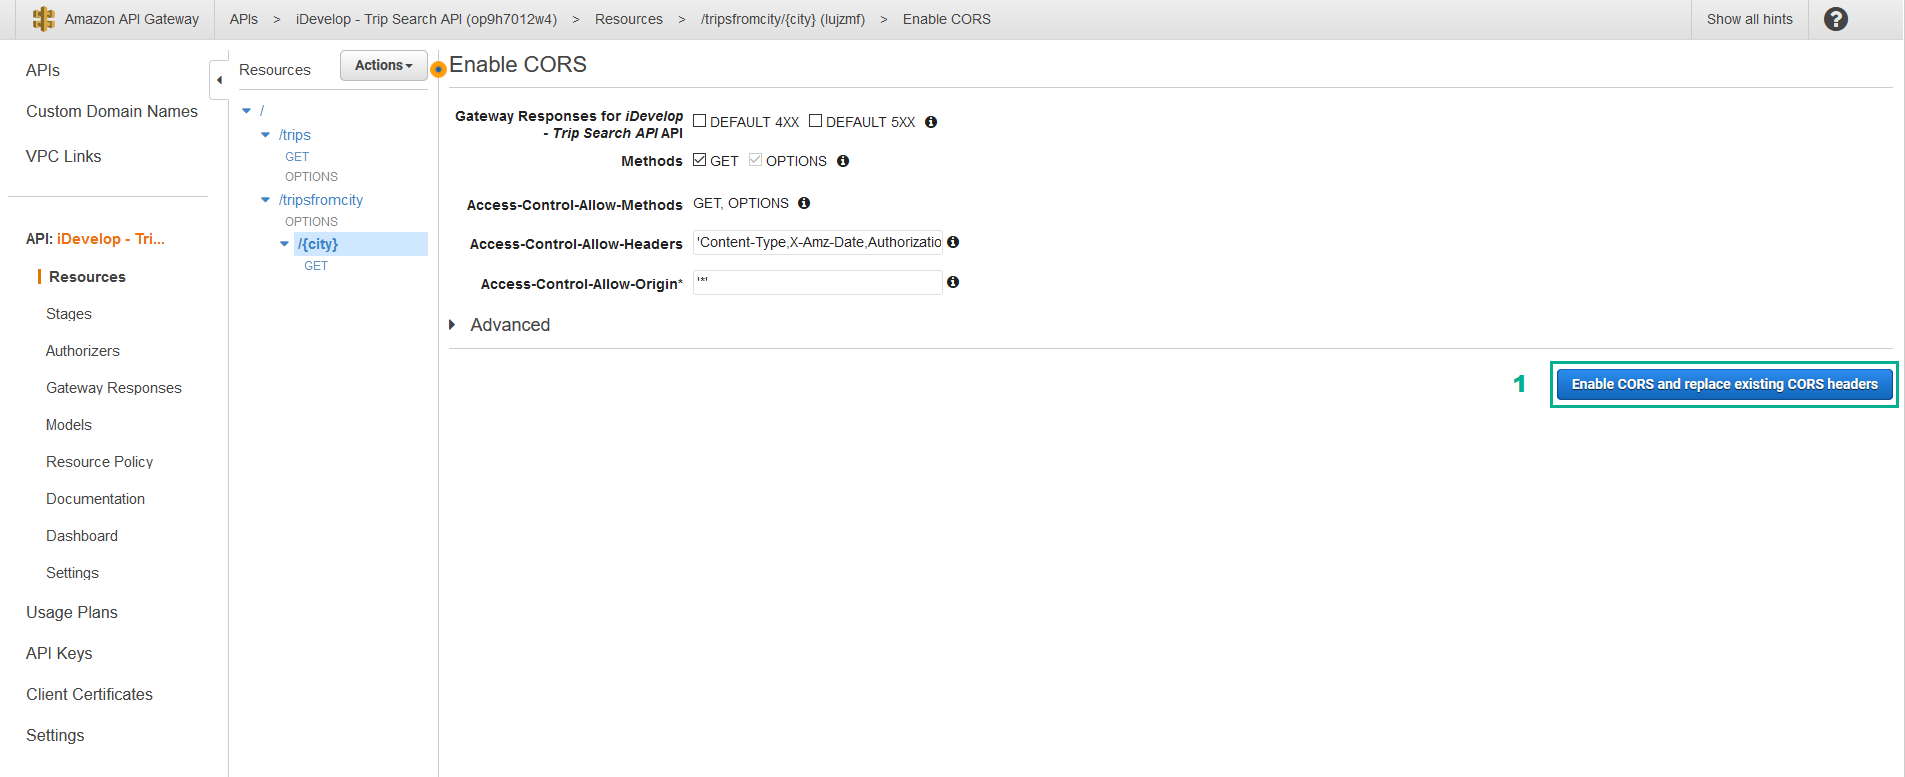 Amazon API Gateway
APIs > iDevelop - Trip Search API (op9h7012w4) > Resources > /tripsfromcity/{city} (lujzmf) > Enable CORS
Show all hints
?
APIs
Custom Domain Names
VPC Links
API: iDevelop - Tri...
Resources
Stages
Authorizers
Gateway Responses
Models
Resource Policy
Documentation
Dashboard
Settings
Usage Plans
API Keys
Client Certificates
Settings
Resources
Actions
/
/trips
GET
OPTIONS
/tripsfromcity
OPTIONS
/{city}
GET
Enable CORS
Gateway Responses for iDevelop
- Trip Search API API
DEFAULT 4XX DEFAULT 5XX
Methods GET OPTIONS
Access-Control-Allow-Methods GET, OPTIONS
Access-Control-Allow-Headers 'Content-Type,X-Amz-Date,Authorizatio
Access-Control-Allow-Origin* '*'
Advanced
1 Enable CORS and replace existing CORS headers